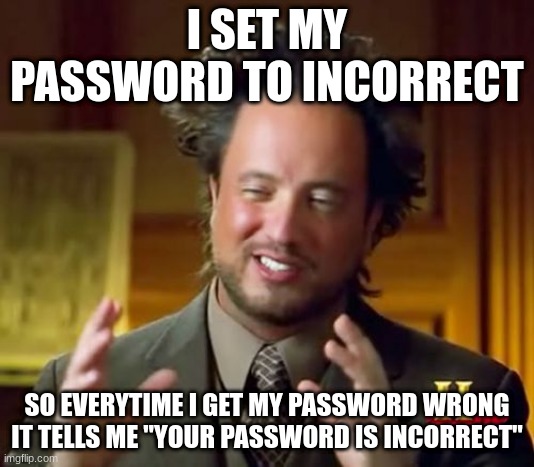 I SET MY
PASSWORD TO INCORRECT
SO EVERYTIME I GET MY PASSWORD WRONG
IT TELLS ME "YOUR PASSWORD IS INCORRECT"
imgflip.com